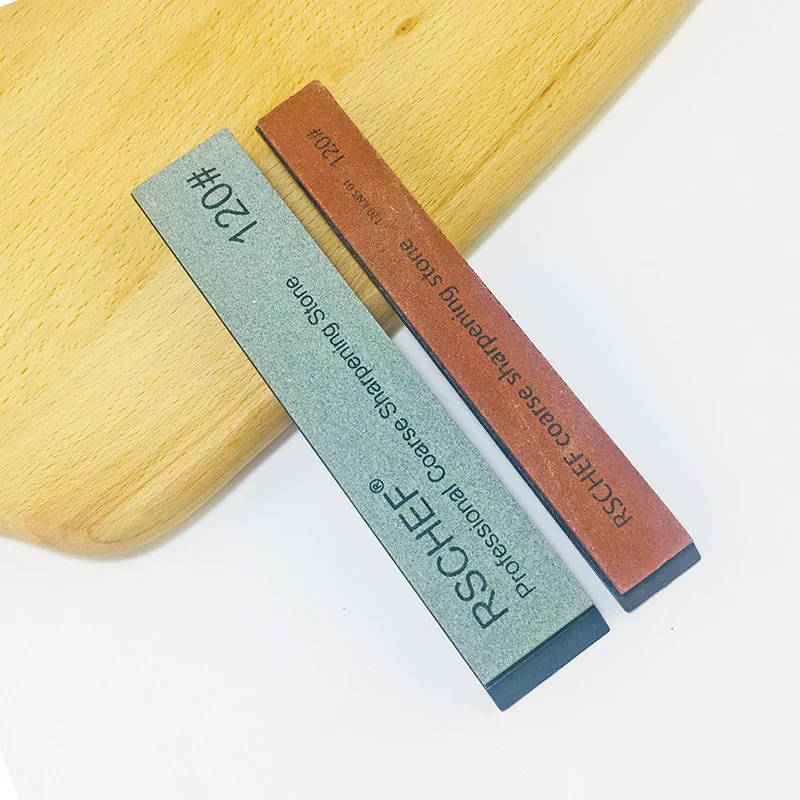 RSCHEF®
Professional Coarse Sharpening Stone
120#
RSCHEF coarse sharpening stone
120#